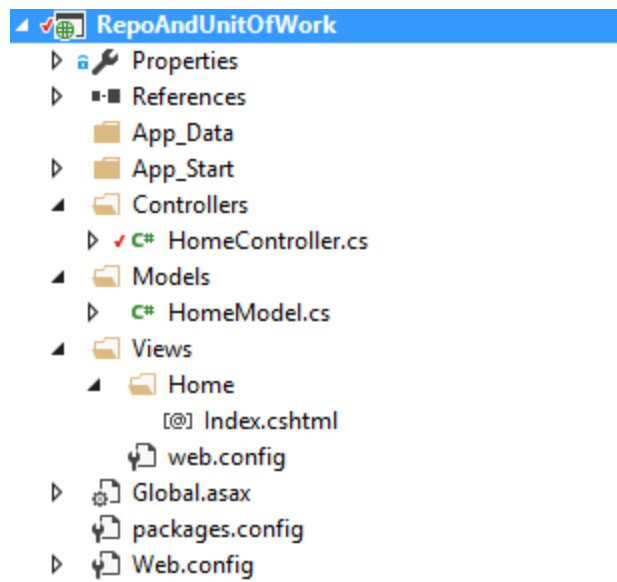 RepoAndUnitOfWork
Properties
References
App_Data
App_Start
Controllers
C# HomeController.cs
Models
C# HomeModel.cs
Views
Home
[@] Index.cshtml
web.config
Global.asax
packages.config
Web.config